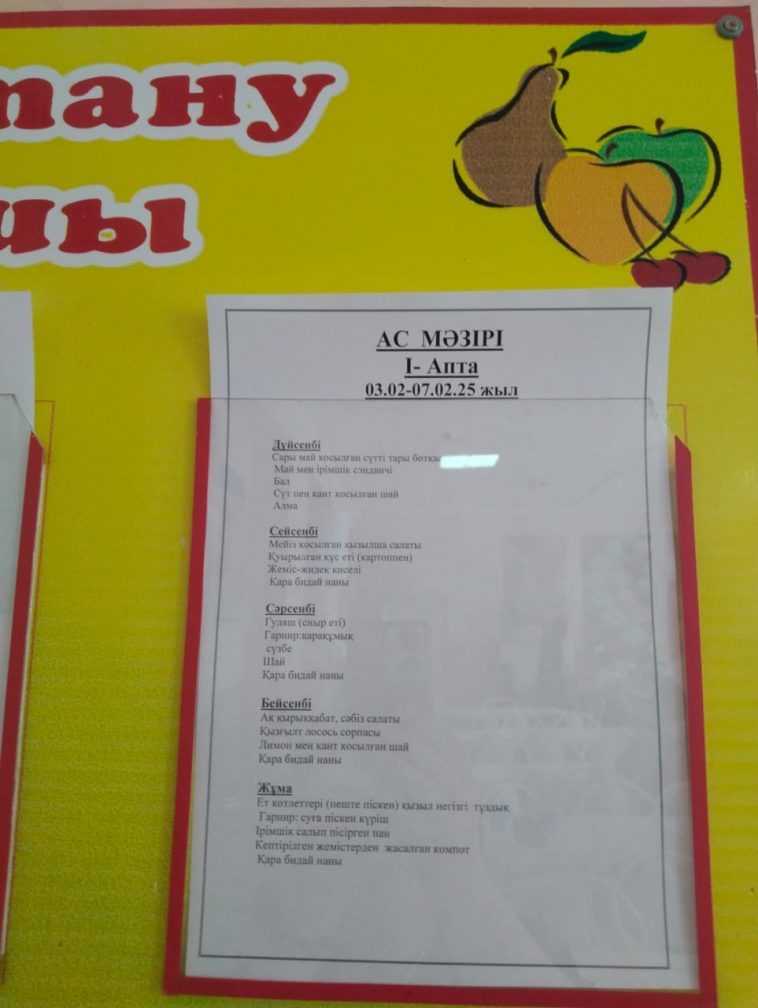 тану
шы
АС МӘЗІРІ
І- Апта
03.02-07.02.25 жыл
Дүйсенбі
Сары май қосылған сүтті тары
Май мен ірімшік сэндвичі
Бал
Сүт пен қант қосылған шай
Алма
Сейсенбі
Мейіз қосылған қызылша салаты
Қуырылған құс еті (картоппен)
Жеміс-жидек киселі
Қара бидай наны
Сәрсенбі
Гуляш (сиыр еті)
Гарнир:қарақұмық
сүзбе
Шай
Қара бидай наны
Бейсенбі
Ақ қырыққабат, сәбіз салаты
Қызғылт лосось сорпасы
Лимон мен қант қосылған шай
Қара бидай наны
Жұма
Ет котлеттері (пеште піскен) қызыл негізгі тұздық
Гарнир: суға піскен күріш
Ірімшік салып пісірген нан
Кептірілген жемістерден жасалған компот
Қара бидай наны